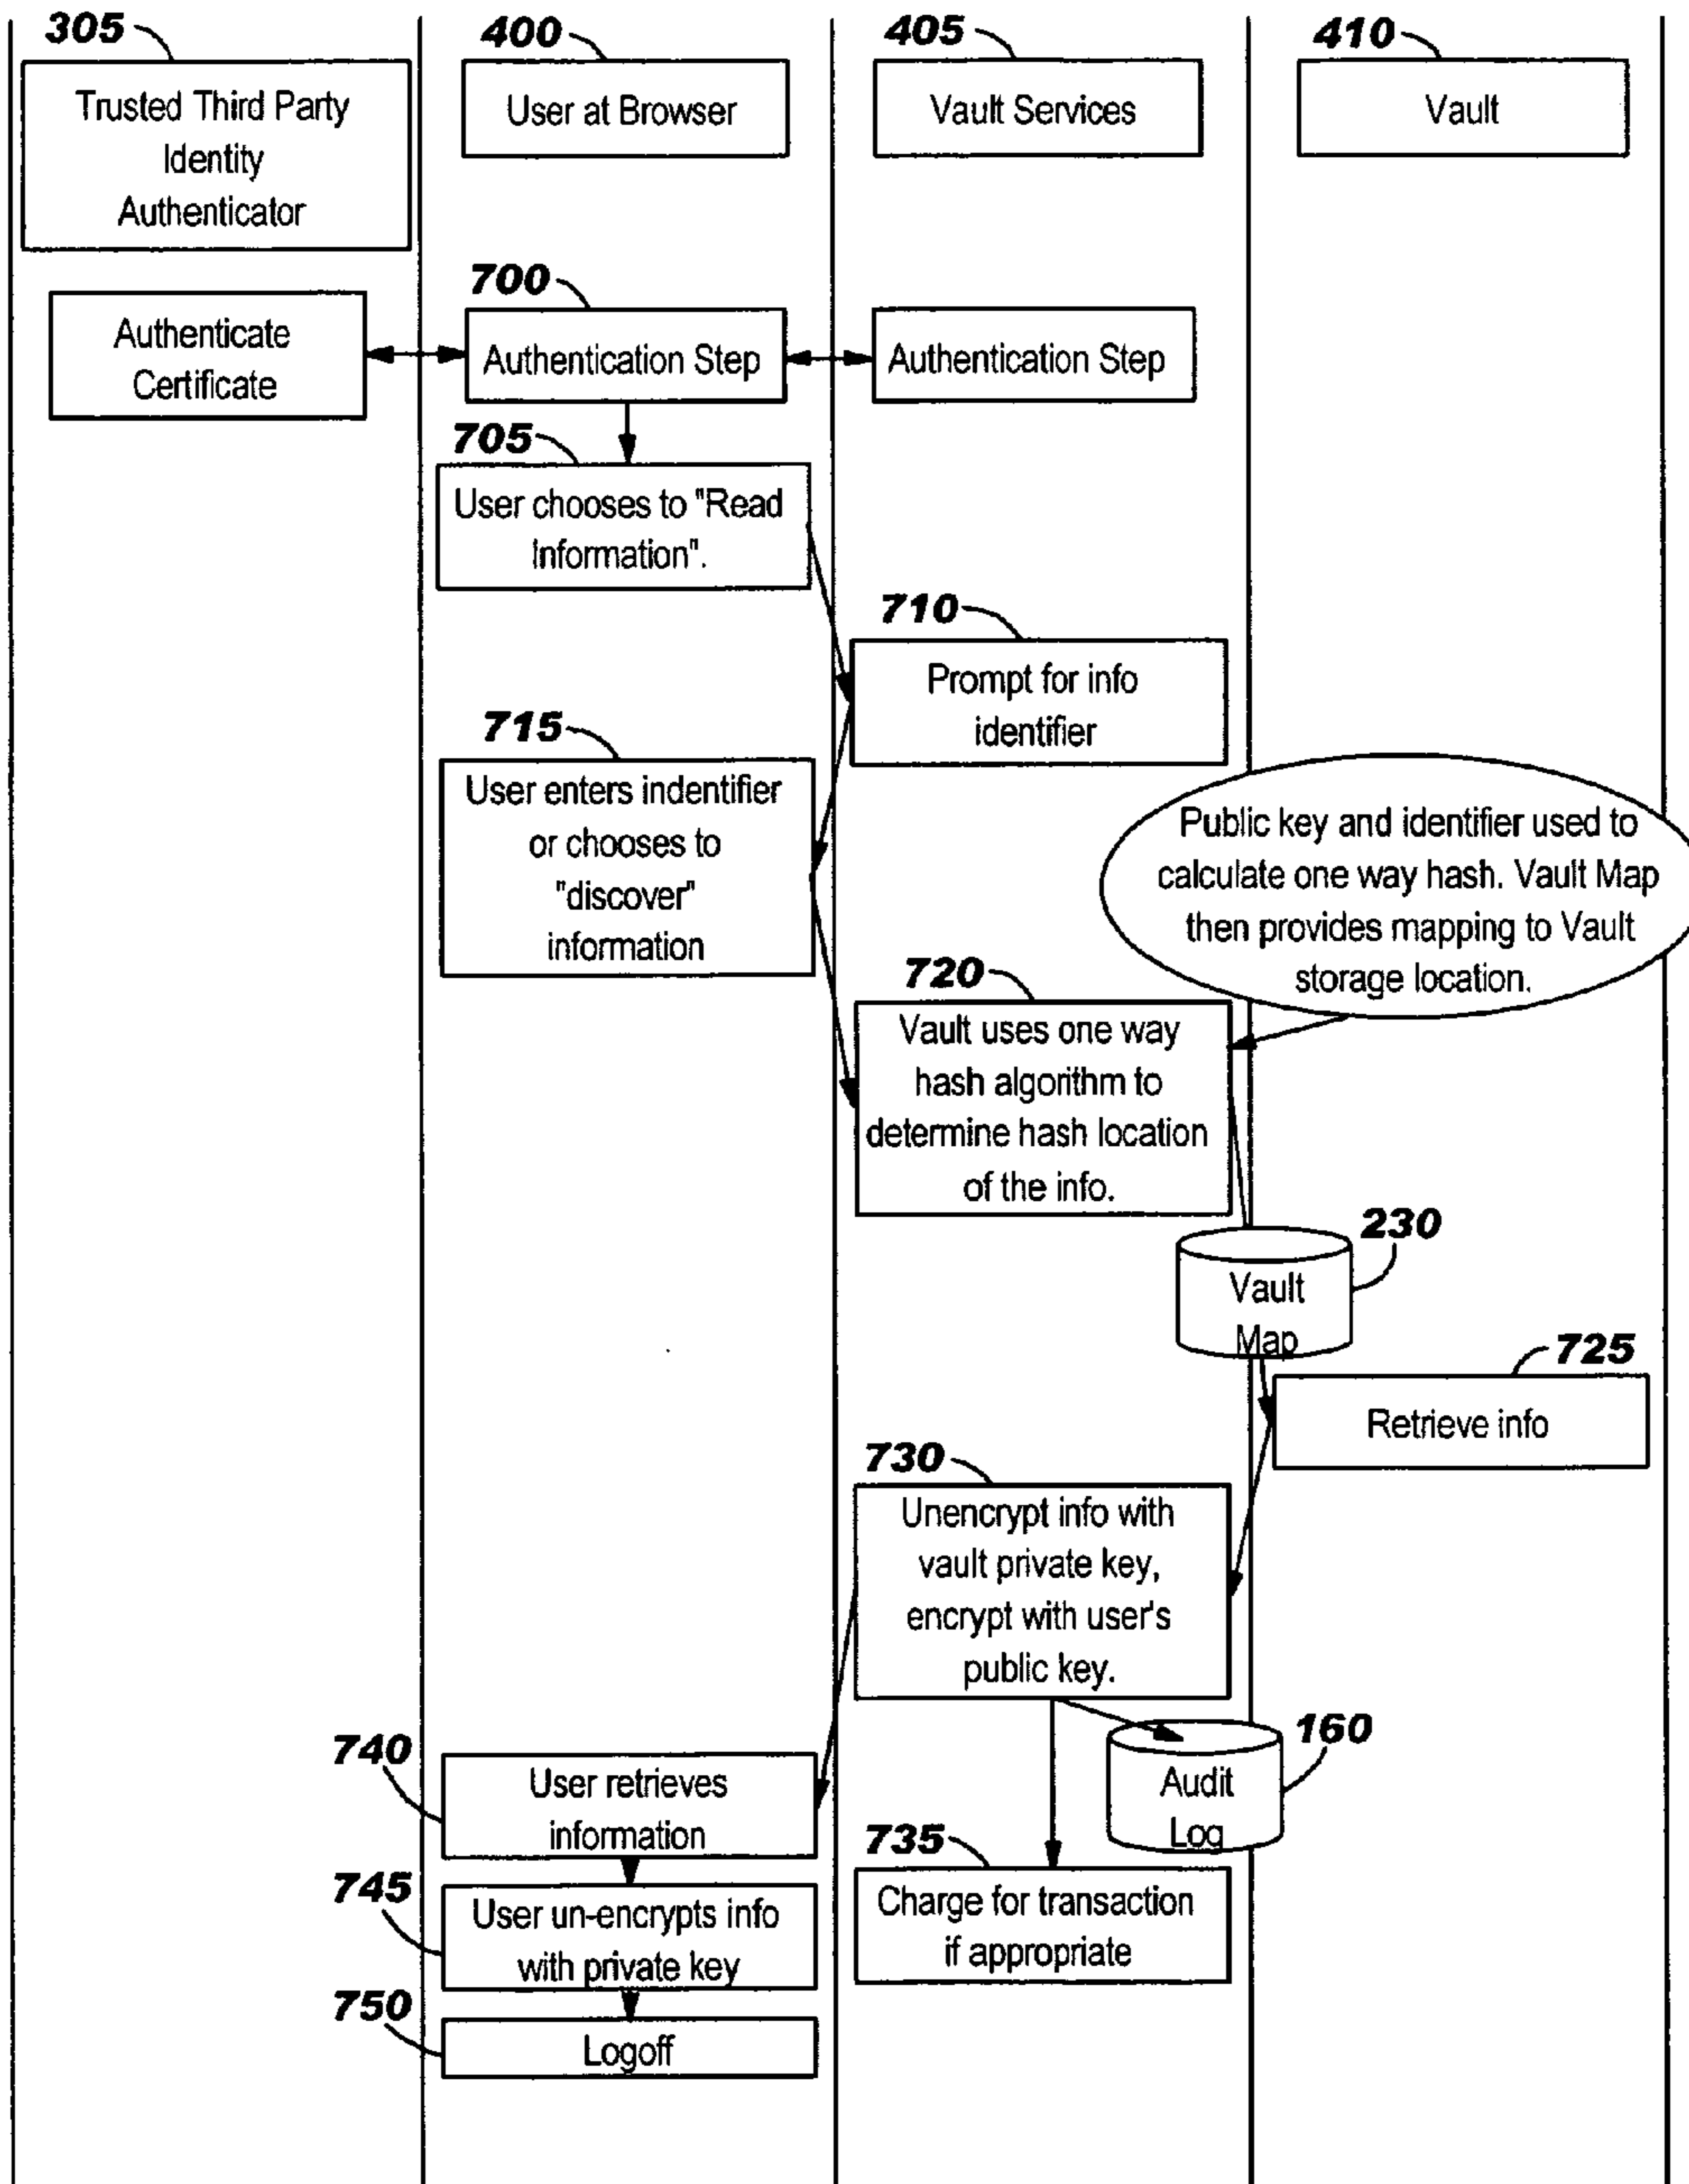 305
400
405
410
Trusted Third Party
Identity
Authenticator
User at Browser
Vault Services
Vault
700
Authenticate
Certificate
Authentication Step
Authentication Step
705
User chooses to "Read
Information".
710
Prompt for info
identifier
715
User enters indentifier
or chooses to
"discover"
information
Public key and identifier used to
calculate one way hash. Vault Map
then provides mapping to Vault
storage location.
720
Vault uses one way
hash algorithm to
determine hash location
of the info.
230
Vault
Map
725
Retrieve info
730
Unencrypt info with
vault private key,
encrypt with user's
public key.
160
Audit
Log
740
User retrieves
information
735
Charge for transaction
if appropriate
745
User un-encrypts info
with private key
750
Logoff